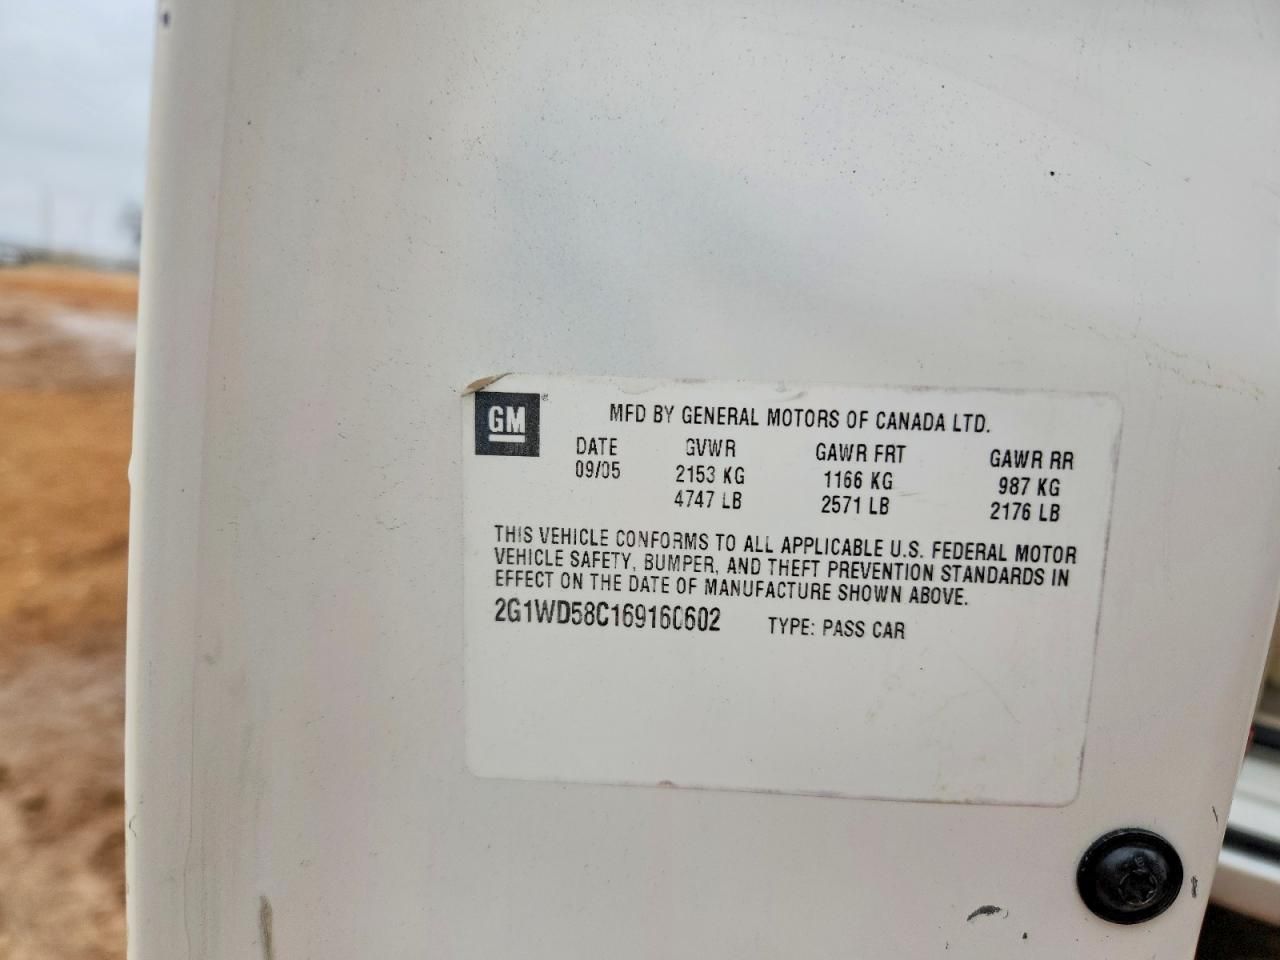 GM
MFD BY GENERAL MOTORS OF CANADA LTD.
DATE GVWR GAWR FRT GAWR RR
09/05 2153 KG 1166 KG 987 KG
4747 LB 2571 LB 2176 LB
THIS VEHICLE CONFORMS TO ALL APPLICABLE U.S. FEDERAL MOTOR
VEHICLE SAFETY, BUMPER, AND THEFT PREVENTION STANDARDS IN
EFFECT ON THE DATE OF MANUFACTURE SHOWN ABOVE.
2G1WD58C169160602 TYPE: PASS CAR